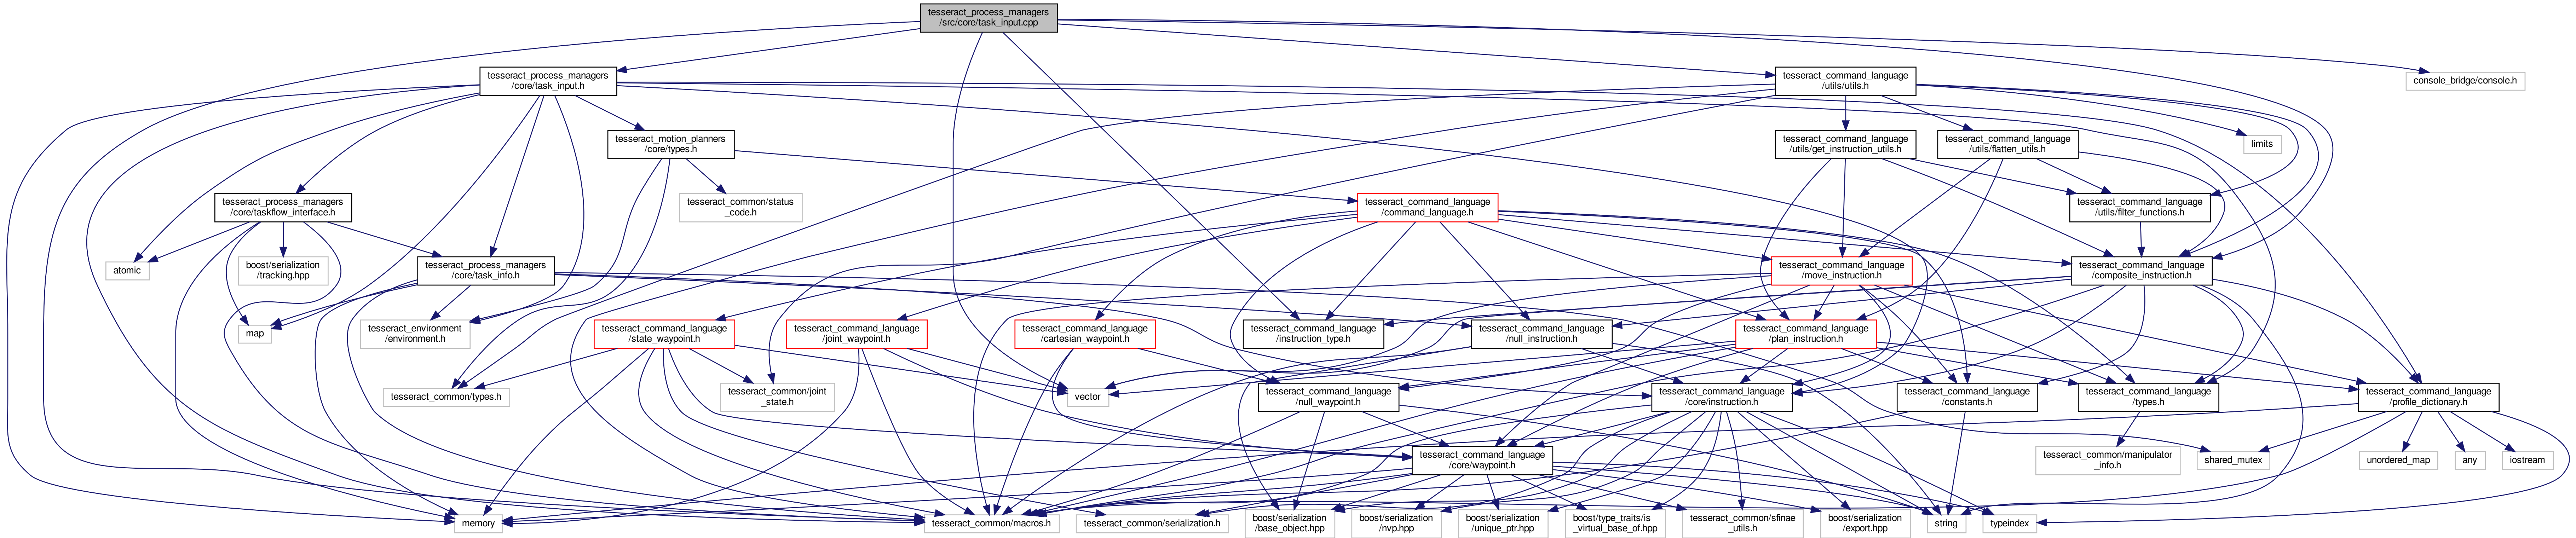 tesseract_process_managers
/src/core/task_input.cpp
tesseract_process_managers
/core/task_input.h
tesseract_command_language
/utils/utils.h
console_bridge/console.h
tesseract_motion_planners
/core/types.h
tesseract_command_language
/utils/get_instruction_utils.h
tesseract_command_language
/utils/flatten_utils.h
limits
tesseract_process_managers
/core/taskflow_interface.h
tesseract_common/status
_code.h
tesseract_command_language
/command_language.h
tesseract_command_language
/utils/filter_functions.h
atomic
boost/serialization
/tracking.hpp
tesseract_process_managers
/core/task_info.h
tesseract_command_language
/move_instruction.h
tesseract_command_language
/composite_instruction.h
map
tesseract_environment
/environment.h
tesseract_command_language
/state_waypoint.h
tesseract_command_language
/joint_waypoint.h
tesseract_command_language
/cartesian_waypoint.h
tesseract_command_language
/instruction_type.h
tesseract_command_language
/null_instruction.h
tesseract_command_language
/plan_instruction.h
tesseract_common/types.h
tesseract_common/joint
_state.h
vector
tesseract_command_language
/null_waypoint.h
tesseract_command_language
/core/instruction.h
tesseract_command_language
/constants.h
tesseract_command_language
/types.h
tesseract_command_language
/profile_dictionary.h
tesseract_command_language
/core/waypoint.h
tesseract_common/manipulator
_info.h
shared_mutex
unordered_map
any
iostream
memory
tesseract_common/macros.h
tesseract_common/serialization.h
boost/serialization
/base_object.hpp
boost/serialization
/nvp.hpp
boost/serialization
/unique_ptr.hpp
boost/type_traits/is
_virtual_base_of.hpp
tesseract_common/sfinae
_utils.h
boost/serialization
/export.hpp
string
typeindex